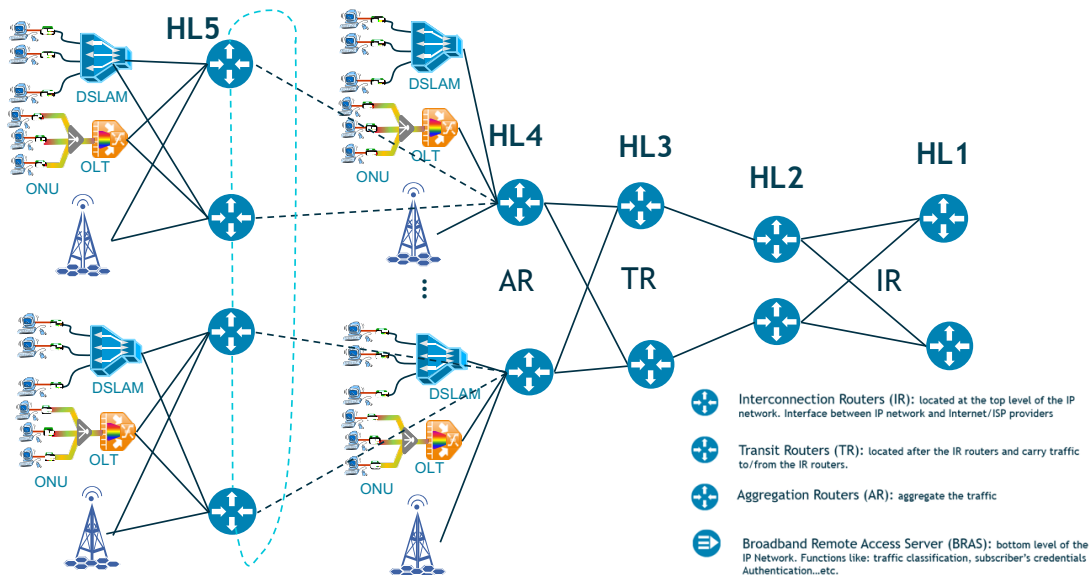 HL5
DSLAM
OLT
ONU
DSLAM
OLT
ONU
HL4
HL3
HL2
HL1
AR
TR
IR
...
DSLAM
OLT
ONU
DSLAM
OLT
ONU
Interconnection Routers (IR): located at the top level of the IP
network. Interface between IP network and Internet/ISP providers
Transit Routers (TR): located after the IR routers and carry traffic
to/from the IR routers.
Aggregation Routers (AR): aggregate the traffic
Broadband Remote Access Server (BRAS): bottom level of the
IP Network. Functions like: traffic classification, subscriber’s credentials
Authentication…etc.